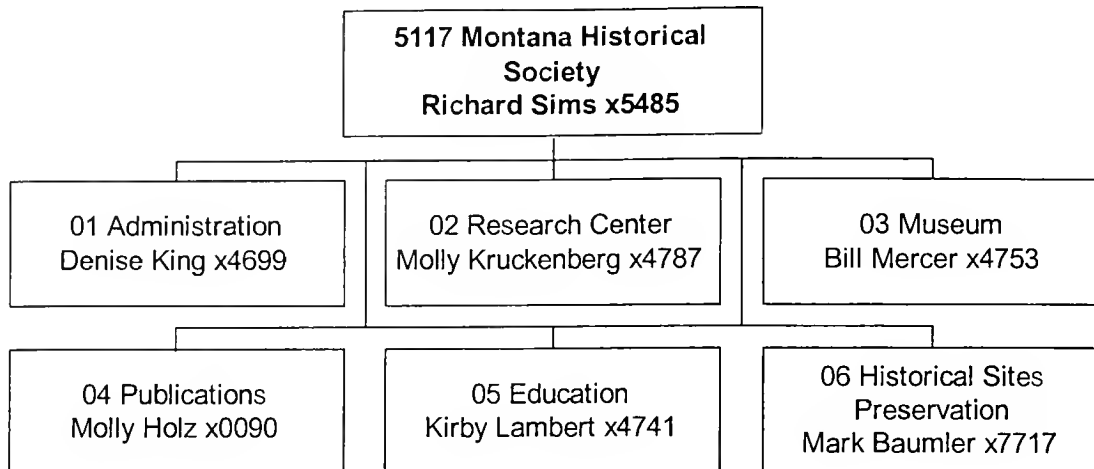 5117 Montana Historical
Society
Richard Sims x5485
01 Administration
Denise King x4699
02 Research Center
Molly Kruckenberg x4787
03 Museum
Bill Mercer x4753
04 Publications
Molly Holz x0090
05 Education
Kirby Lambert x4741
06 Historical Sites
Preservation
Mark Baumler x7717